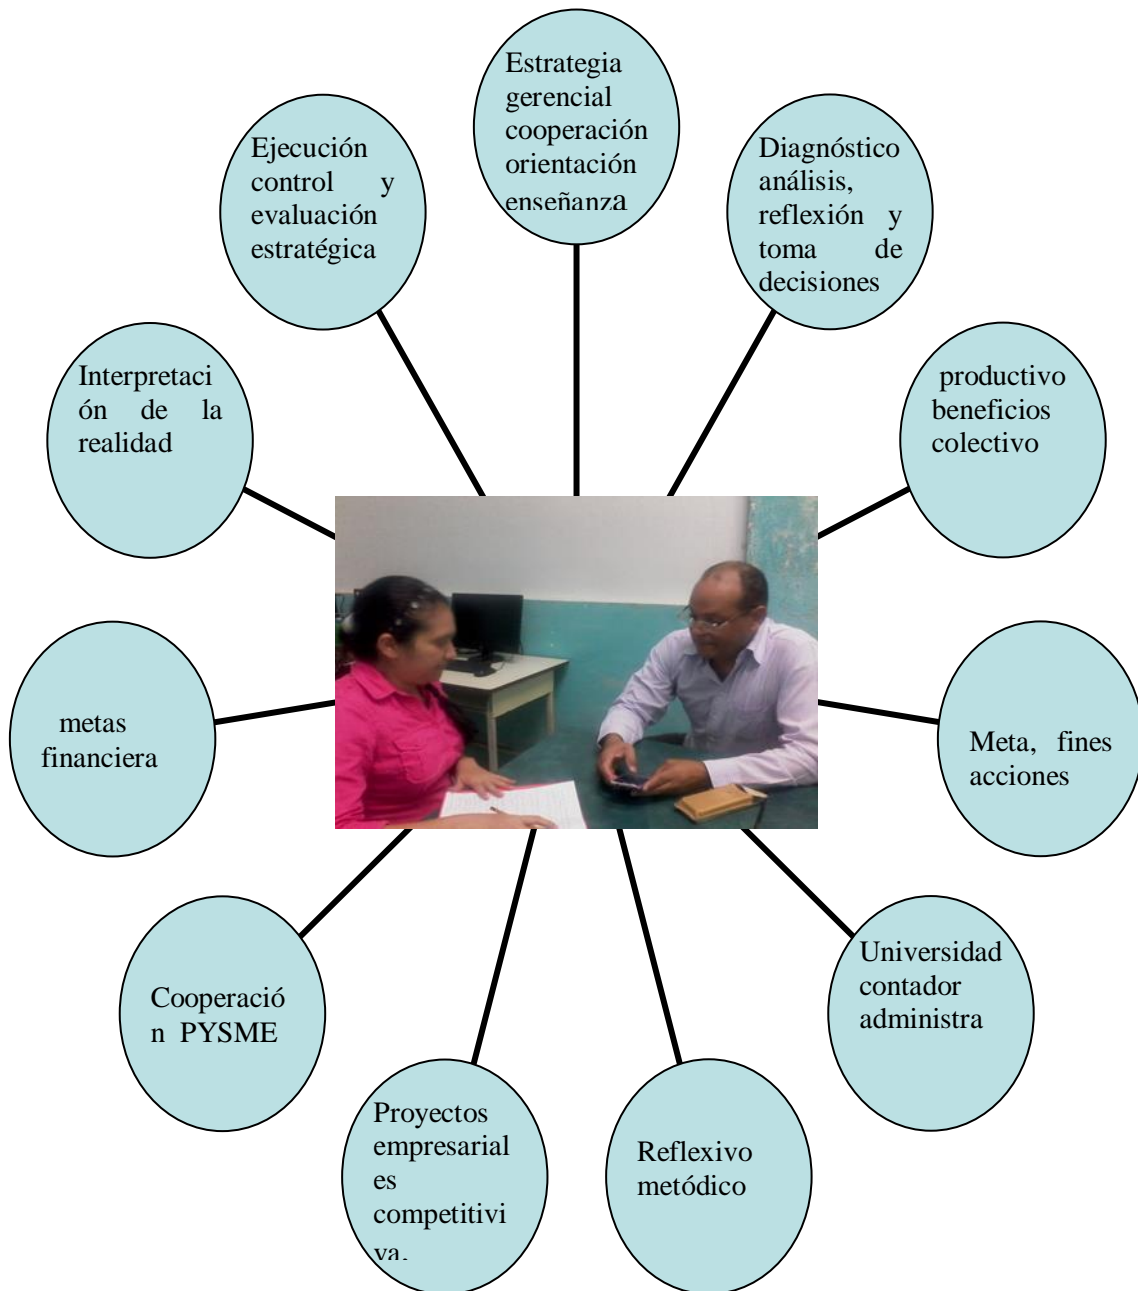 Estrategia
gerencial
cooperación
orientación
enseñanza
Diagnóstico
análisis,
reflexión y
toma de
decisiones
productivo
beneficios
colectivo
Meta, fines
acciones
Universidad
contador
administra
Reflexivo
metódico
Proyectos
empresarial
es
competitivi
va.
Cooperació
n PYSME
metas
financiera
Interpretaci
ón de la
realidad
Ejecución
control y
evaluación
estratégica